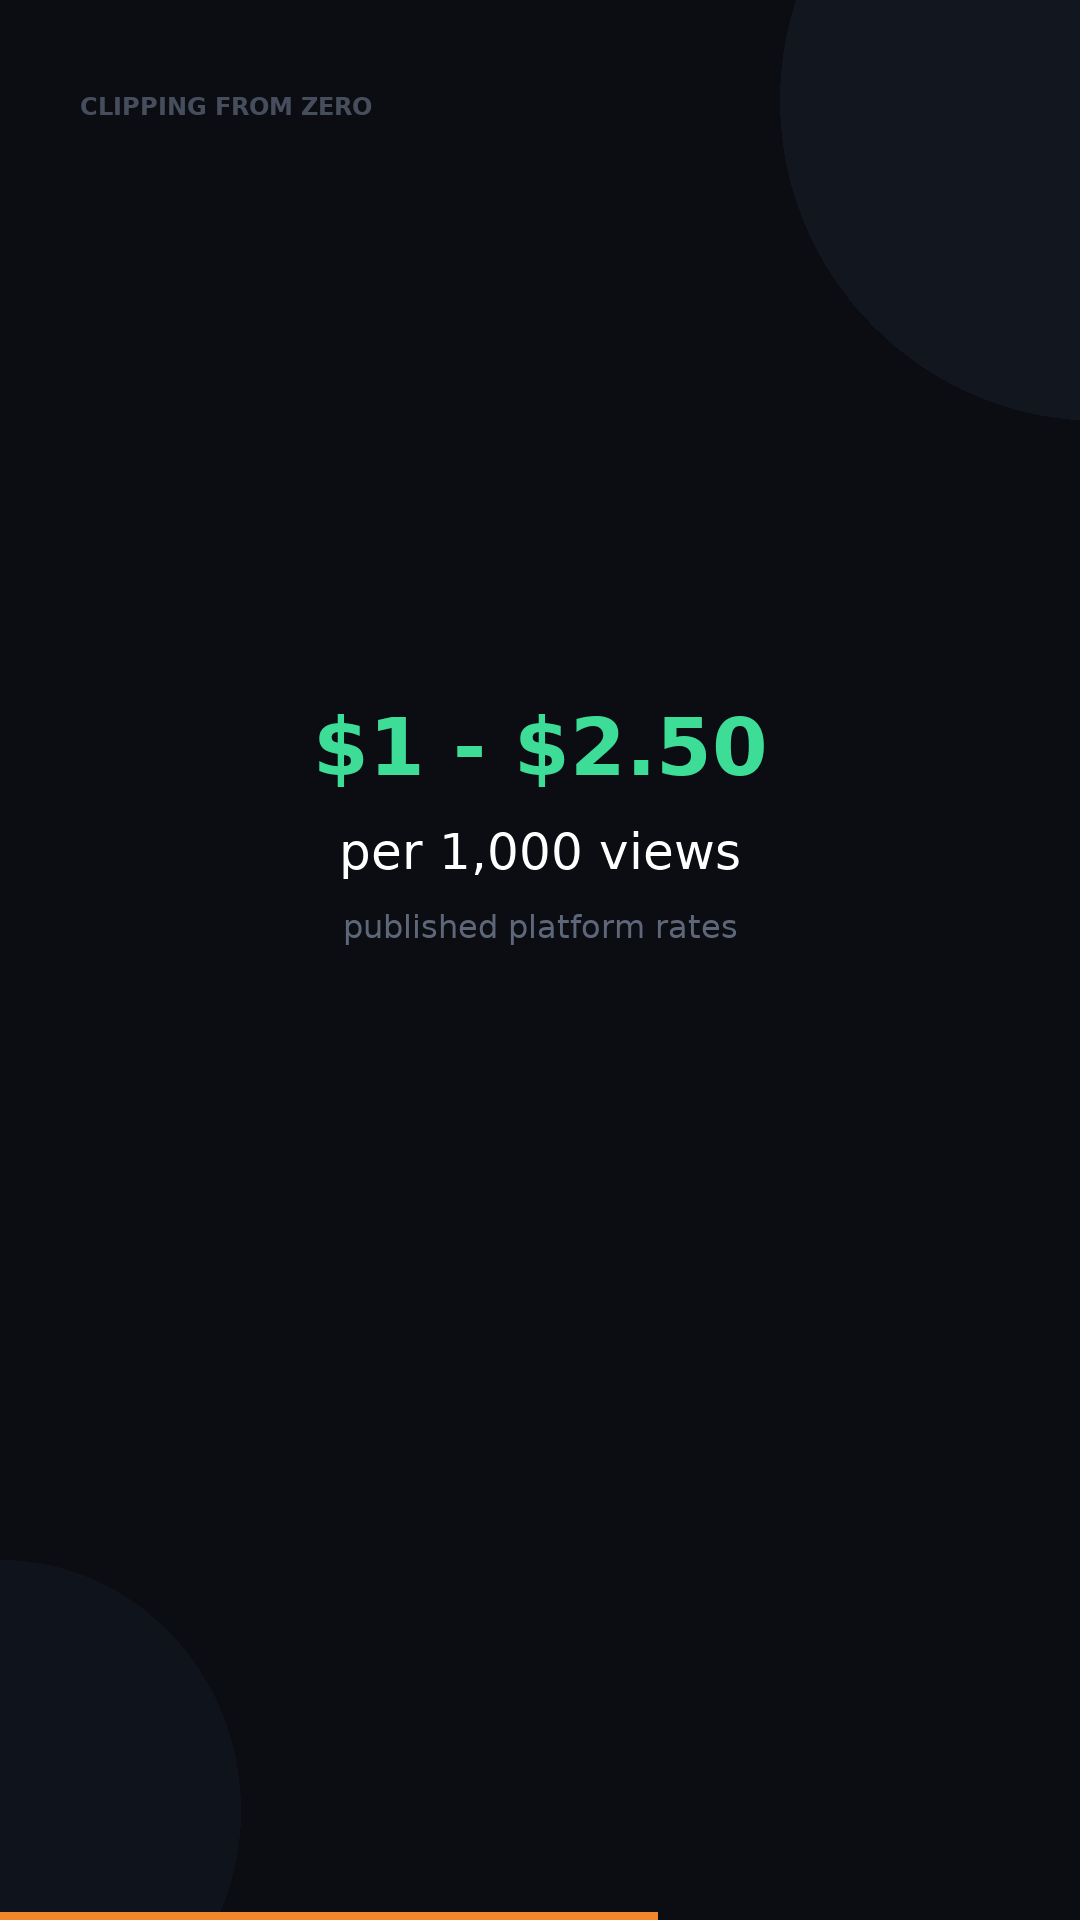 CLIPPING FROM ZERO
$1 - $2.50
per 1,000 views
published platform rates